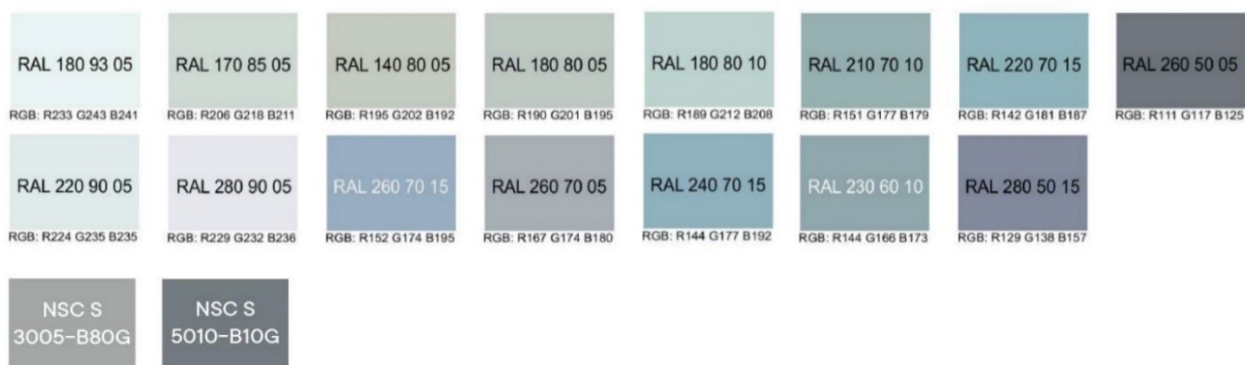 RAL 180 93 05
RGB: R233 G243 B241
RAL 170 85 05
RGB: R206 G218 B211
RAL 140 80 05
RGB: R195 G202 B192
RAL 180 80 05
RGB: R190 G201 B195
RAL 180 80 10
RGB: R189 G212 B208
RAL 210 70 10
RGB: R151 G177 B179
RAL 220 70 15
RGB: R142 G181 B187
RAL 260 50 05
RGB: R111 G117 B125
RAL 220 90 05
RGB: R224 G235 B235
RAL 280 90 05
RGB: R229 G232 B236
RAL 260 70 15
RGB: R152 G174 B195
RAL 260 70 05
RGB: R167 G174 B180
RAL 240 70 15
RGB: R144 G177 B192
RAL 230 60 10
RGB: R144 G166 B173
RAL 280 50 15
RGB: R129 G138 B157
NSC S
3005-B80G
NSC S
5010-B10G